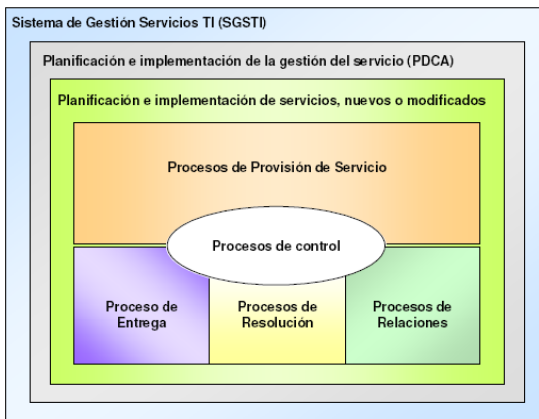 Sistema de Gestión Servicios TI (SGSTI)
Planificación e implementación de la gestión del servicio (PDCA)
Planificación e implementación de servicios, nuevos o modificados
Procesos de Provisión de Servicio
Procesos de control
Proceso de
Entrega
Procesos de
Resolución
Procesos de
Relaciones